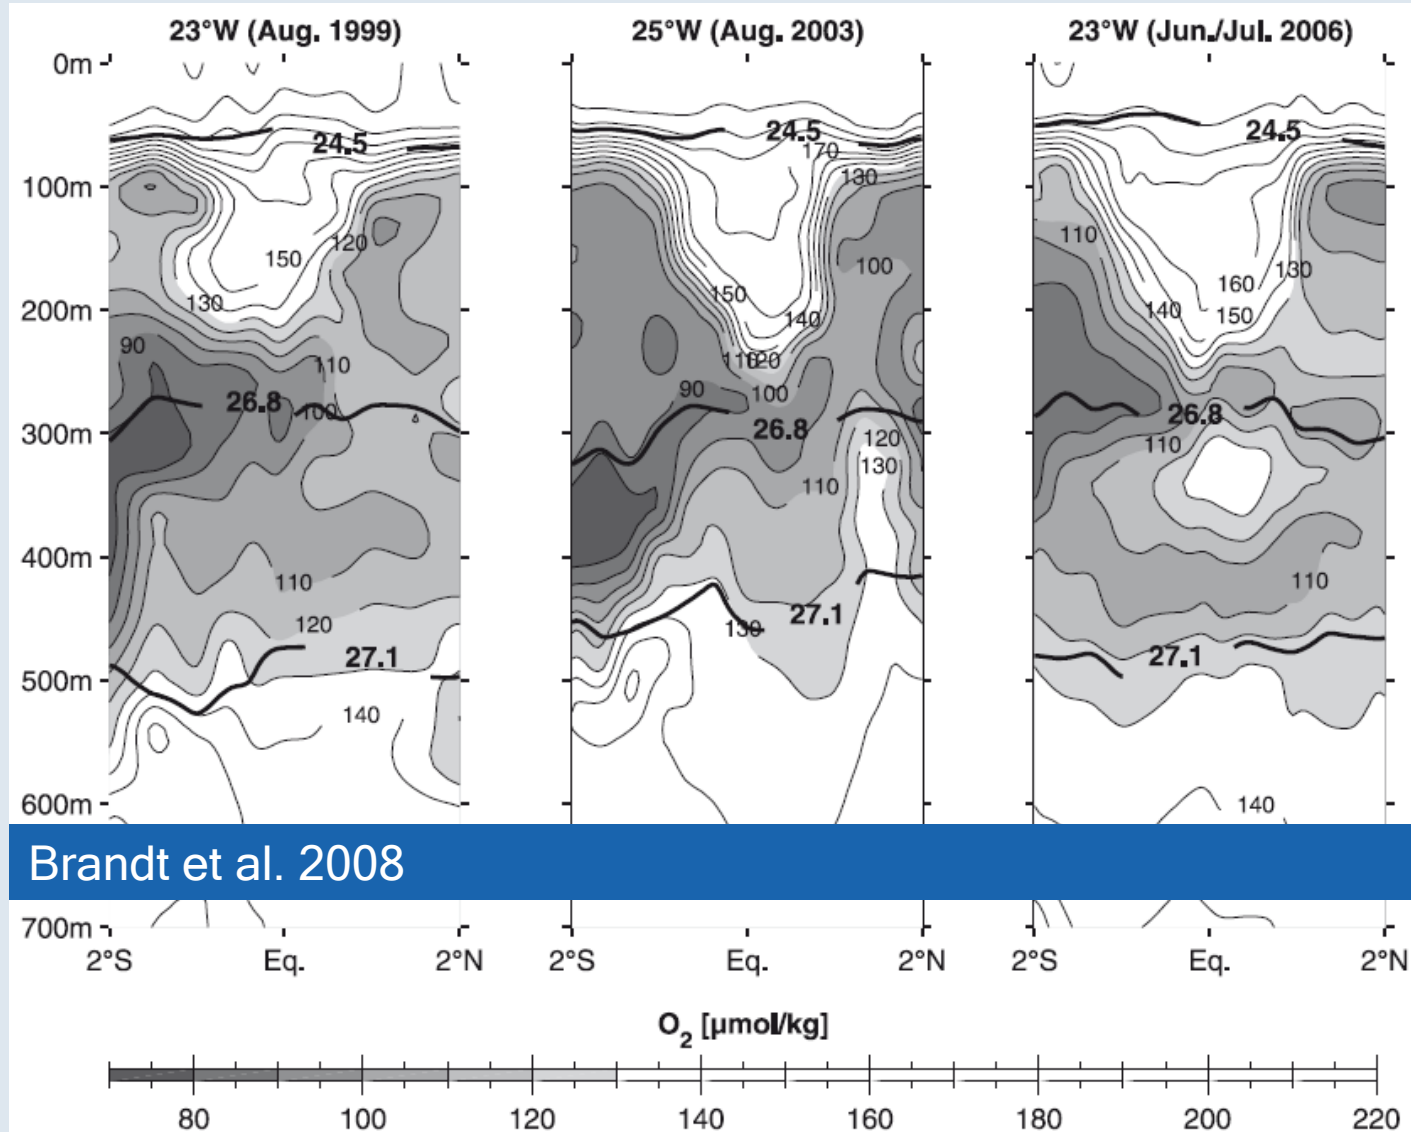 23°W (Aug. 1999)
25°W (Aug. 2003)
23°W (Jun./Jul. 2006)
0m
100m
200m
300m
400m
500m
600m
700m
24.5
120
150
130
90
110
26.8
100
110
120
27.1
140
24.5
170
130
100
150
140
110
120
90
100
26.8
120
130
110
27.1
130
24.5
110
130
160
140
150
26.8
110
110
27.1
140
Brandt et al. 2008
2°S
Eq.
2°N
2°S
Eq.
2°N
2°S
Eq.
2°N
O₂ [µmol/kg]
80
100
120
140
160
180
200
220